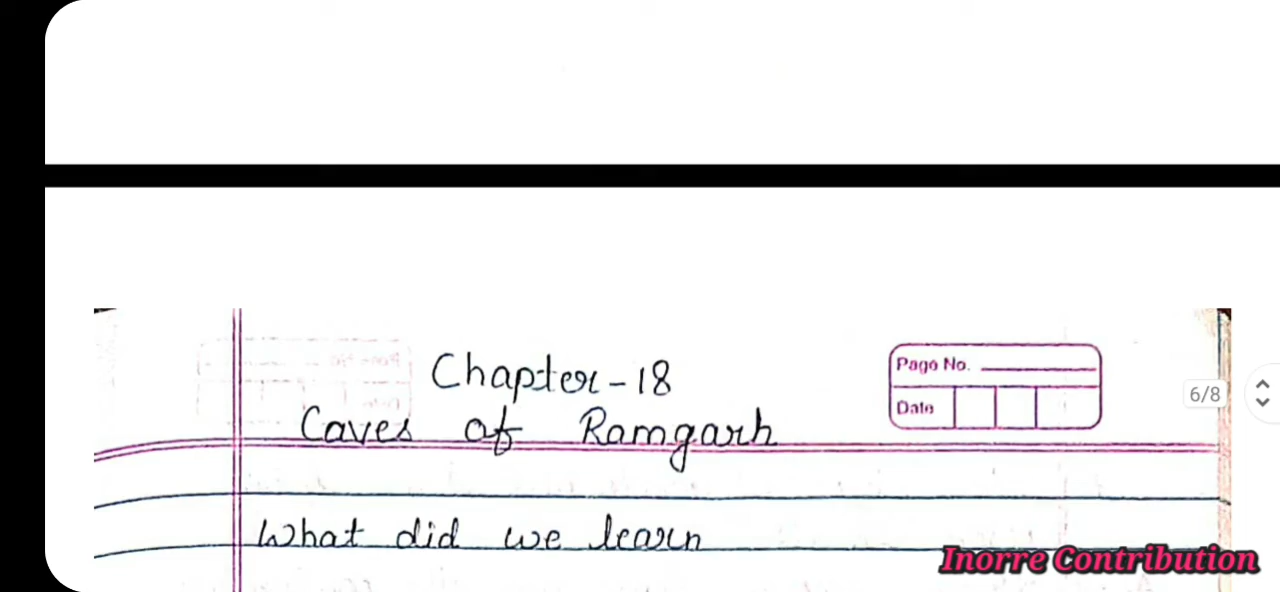 Chapter-18
Page No.
Caves of Ramgarh
Date
6/8
What did we learn
Inorre Contribution